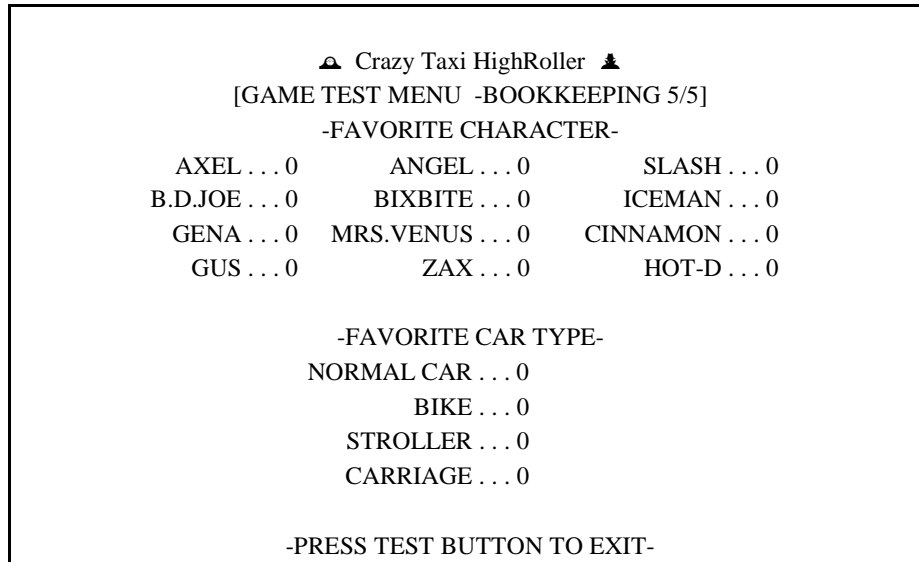 Crazy Taxi HighRoller
[GAME TEST MENU -BOOKKEEPING 5/5]
-FAVORITE CHARACTER-
AXEL . . . 0 ANGEL . . . 0 SLASH . . . 0
B.D.JOE . . . 0 BIXBITE . . . 0 ICEMAN . . . 0
GENA . . . 0 MRS.VENUS . . . 0 CINNAMON . . . 0
GUS . . . 0 ZAX . . . 0 HOT-D . . . 0
-FAVORITE CAR TYPE-
NORMAL CAR . . . 0
BIKE . . . 0
STROLLER . . . 0
CARRIAGE . . . 0
-PRESS TEST BUTTON TO EXIT-